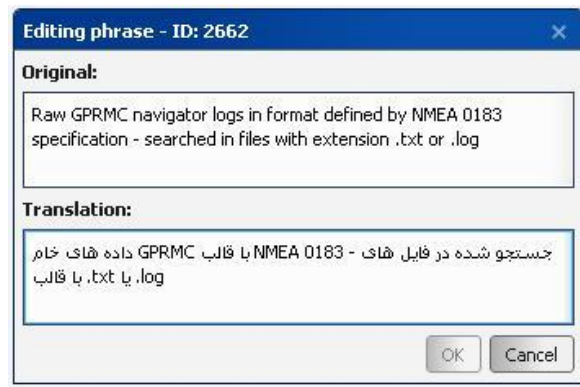 Editing phrase - ID: 2662
Original:
Raw GPRMC navigator logs in format defined by NMEA 0183
specification - searched in files with extension .txt or .log
Translation:
داده های خام GPRMC با قالب NMEA 0183 - جستجو شده در فایل های
با قالب .txt یا .log
OK
Cancel